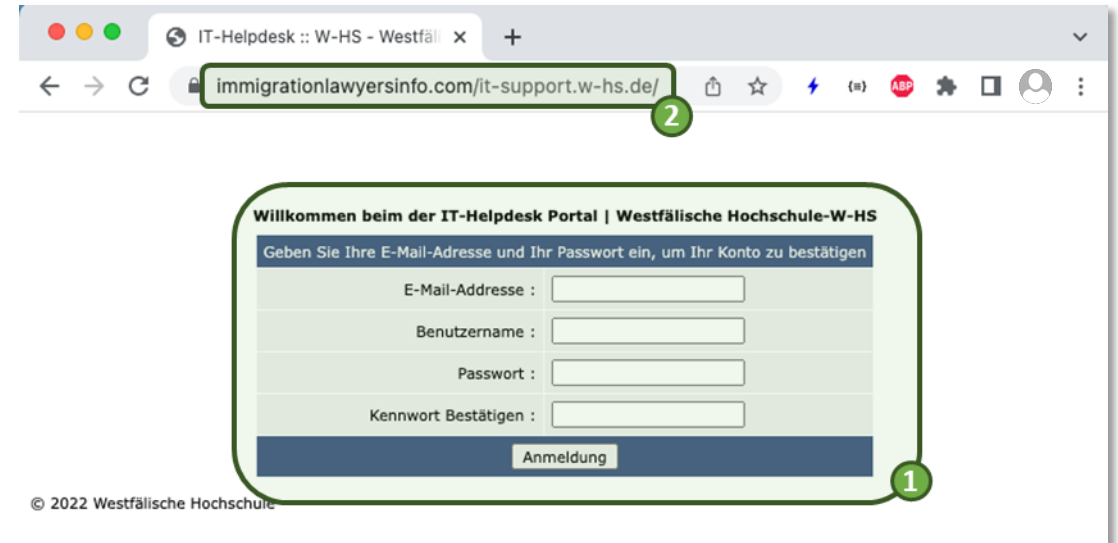 IT-Helpdesk :: W-HS - Westfäli
immigrationlawyersinfo.com/it-support.w-hs.de/
{=}
ABP
2
Willkommen beim der IT-Helpdesk Portal | Westfälische Hochschule-W-HS
Geben Sie Ihre E-Mail-Adresse und Ihr Passwort ein, um Ihr Konto zu bestätigen
E-Mail-Addresse :
Benutzername :
Passwort :
Kennwort Bestätigen :
Anmeldung
1
© 2022 Westfälische Hochschule